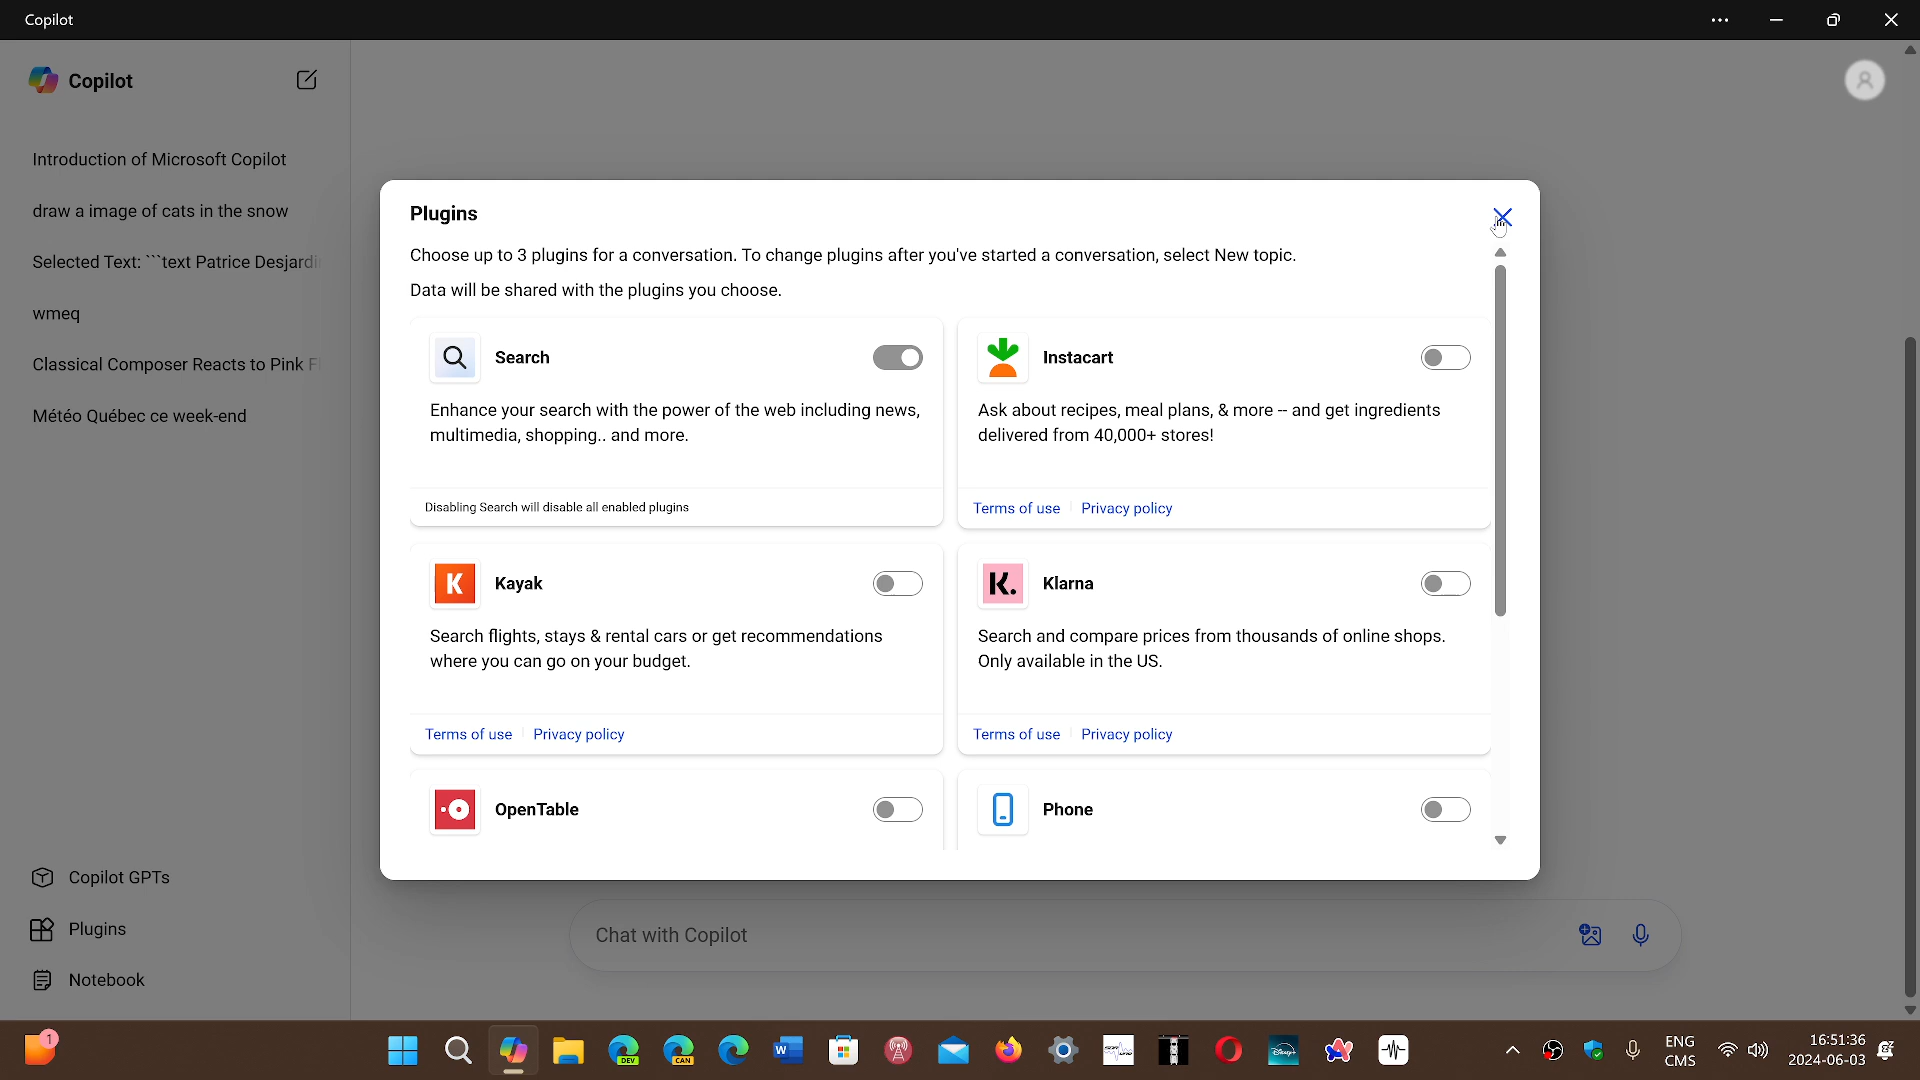 Copilot
Copilot
Introduction of Microsoft Copilot
draw a image of cats in the snow
Selected Text: ```text Patrice Desjardi
wmeq
Classical Composer Reacts to Pink F
Météo Québec ce week-end
Copilot GPTs
Plugins
Notebook
Plugins
Choose up to 3 plugins for a conversation. To change plugins after you've started a conversation, select New topic.
Data will be shared with the plugins you choose.
Search
Enhance your search with the power of the web including news,
multimedia, shopping.. and more.
Disabling Search will disable all enabled plugins
Instacart
Ask about recipes, meal plans, & more -- and get ingredients
delivered from 40,000+ stores!
Terms of use Privacy policy
K
Kayak
Search flights, stays & rental cars or get recommendations
where you can go on your budget.
Terms of use Privacy policy
K.
Klarna
Search and compare prices from thousands of online shops.
Only available in the US.
Terms of use Privacy policy
OpenTable
Phone
Chat with Copilot
1
DEV
CAN
W
Disney+
ENG
CMS
16:51:36
2024-06-03